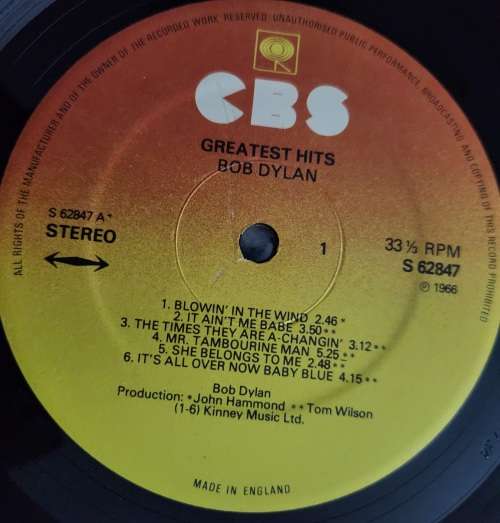 ALL RIGHTS OF THE MANUFACTURER AND OF THE OWNER OF THE RECORDED WORK RESERVED. UNAUTHORISED PUBLIC PERFORMANCE, BROADCASTING AND COPYING OF THIS RECORD PROHIBITED
CBS
GREATEST HITS
BOB DYLAN
S 62847 A*
STEREO
1
33 1/3 RPM
S 62847
℗ 1966
1. BLOWIN' IN THE WIND 2.46 *
2. IT AIN'T ME BABE 3.50 **
3. THE TIMES THEY ARE A-CHANGIN' 3.12 **
4. MR. TAMBOURINE MAN 5.25 **
5. SHE BELONGS TO ME 2.48 **
6. IT'S ALL OVER NOW BABY BLUE 4.15 **
Bob Dylan
Production: *John Hammond **Tom Wilson
(1-6) Kinney Music Ltd.
MADE IN ENGLAND